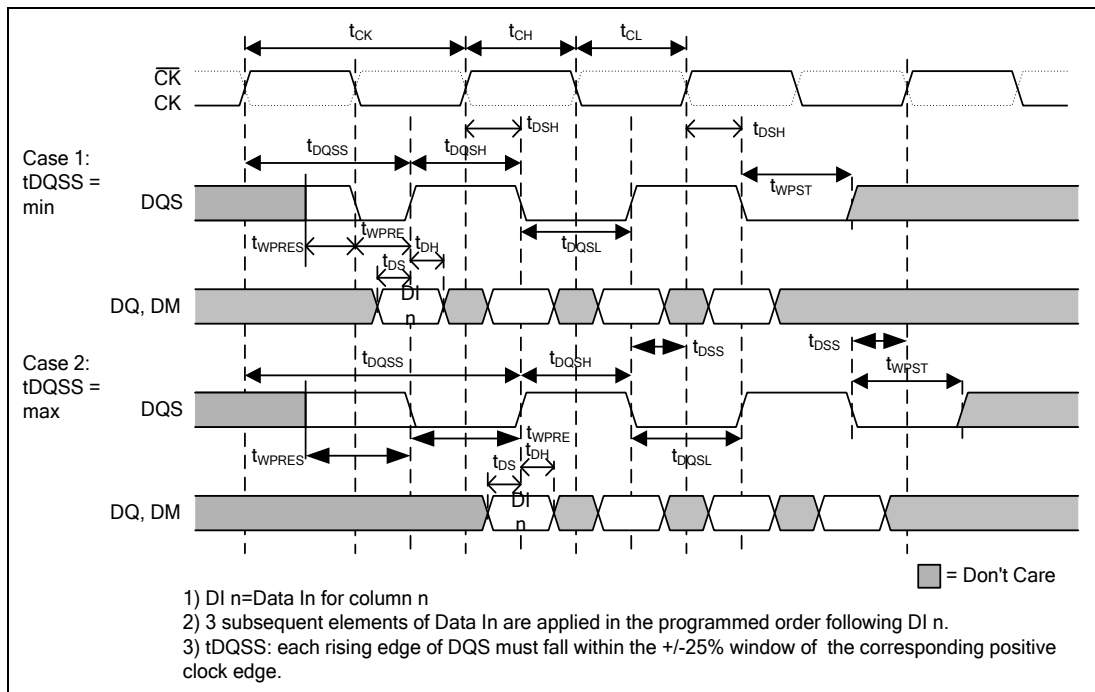 tCK tCH tCL
CK
CK
tDSH tDSH
tDQSS tDQSH
Case 1:
tDQSS =
min
DQS
tWPST
tWPRES tWPRE tDH tDQSL
tDS
DI
n
DQ, DM
tDSS tDSS
tDQSS tDQSH tWPST
Case 2:
tDQSS =
max
DQS
tWPRES tWPRE tDQSL
tDS tDH
DI
n
DQ, DM
= Don't Care
1) DI n=Data In for column n
2) 3 subsequent elements of Data In are applied in the programmed order following DI n.
3) tDQSS: each rising edge of DQS must fall within the +/-25% window of the corresponding positive
clock edge.